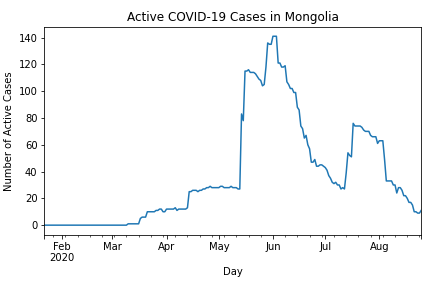 Active COVID-19 Cases in Mongolia
Number of Active Cases
140
120
100
80
60
40
20
0
Feb Mar Apr May Jun Jul Aug
2020
Day